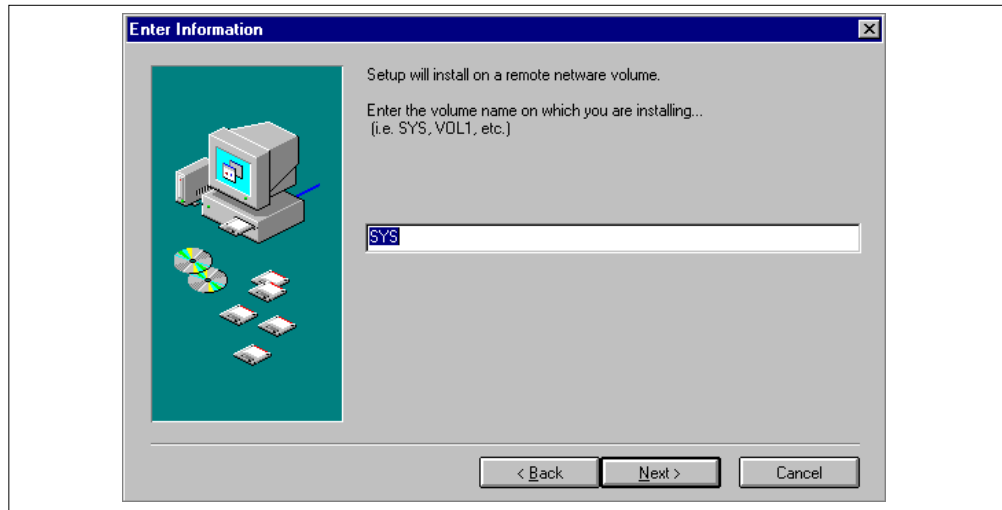 Enter Information
Setup will install on a remote netware volume.
Enter the volume name on which you are installing...
(i.e. SYS, VOL1, etc.)
SYS
< Back
Next >
Cancel